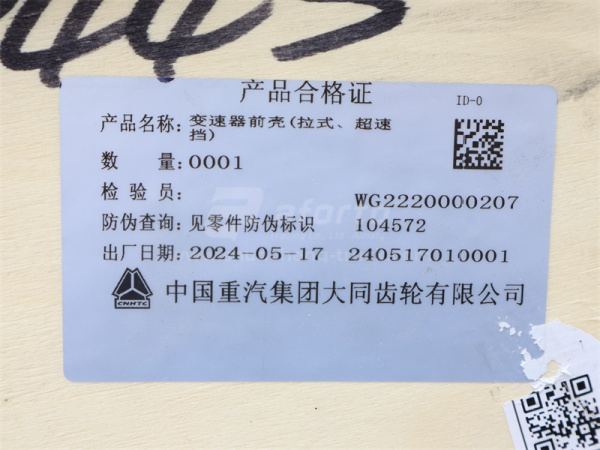 产品合格证
ID-0
产品名称: 变速器前壳(拉式、超速
挡)
数 量: 0001
检 验 员:
WG2220000207
防伪查询: 见零件防伪标识 104572
出厂日期: 2024-05-17 240517010001
CNHTC
中国重汽集团大同齿轮有限公司